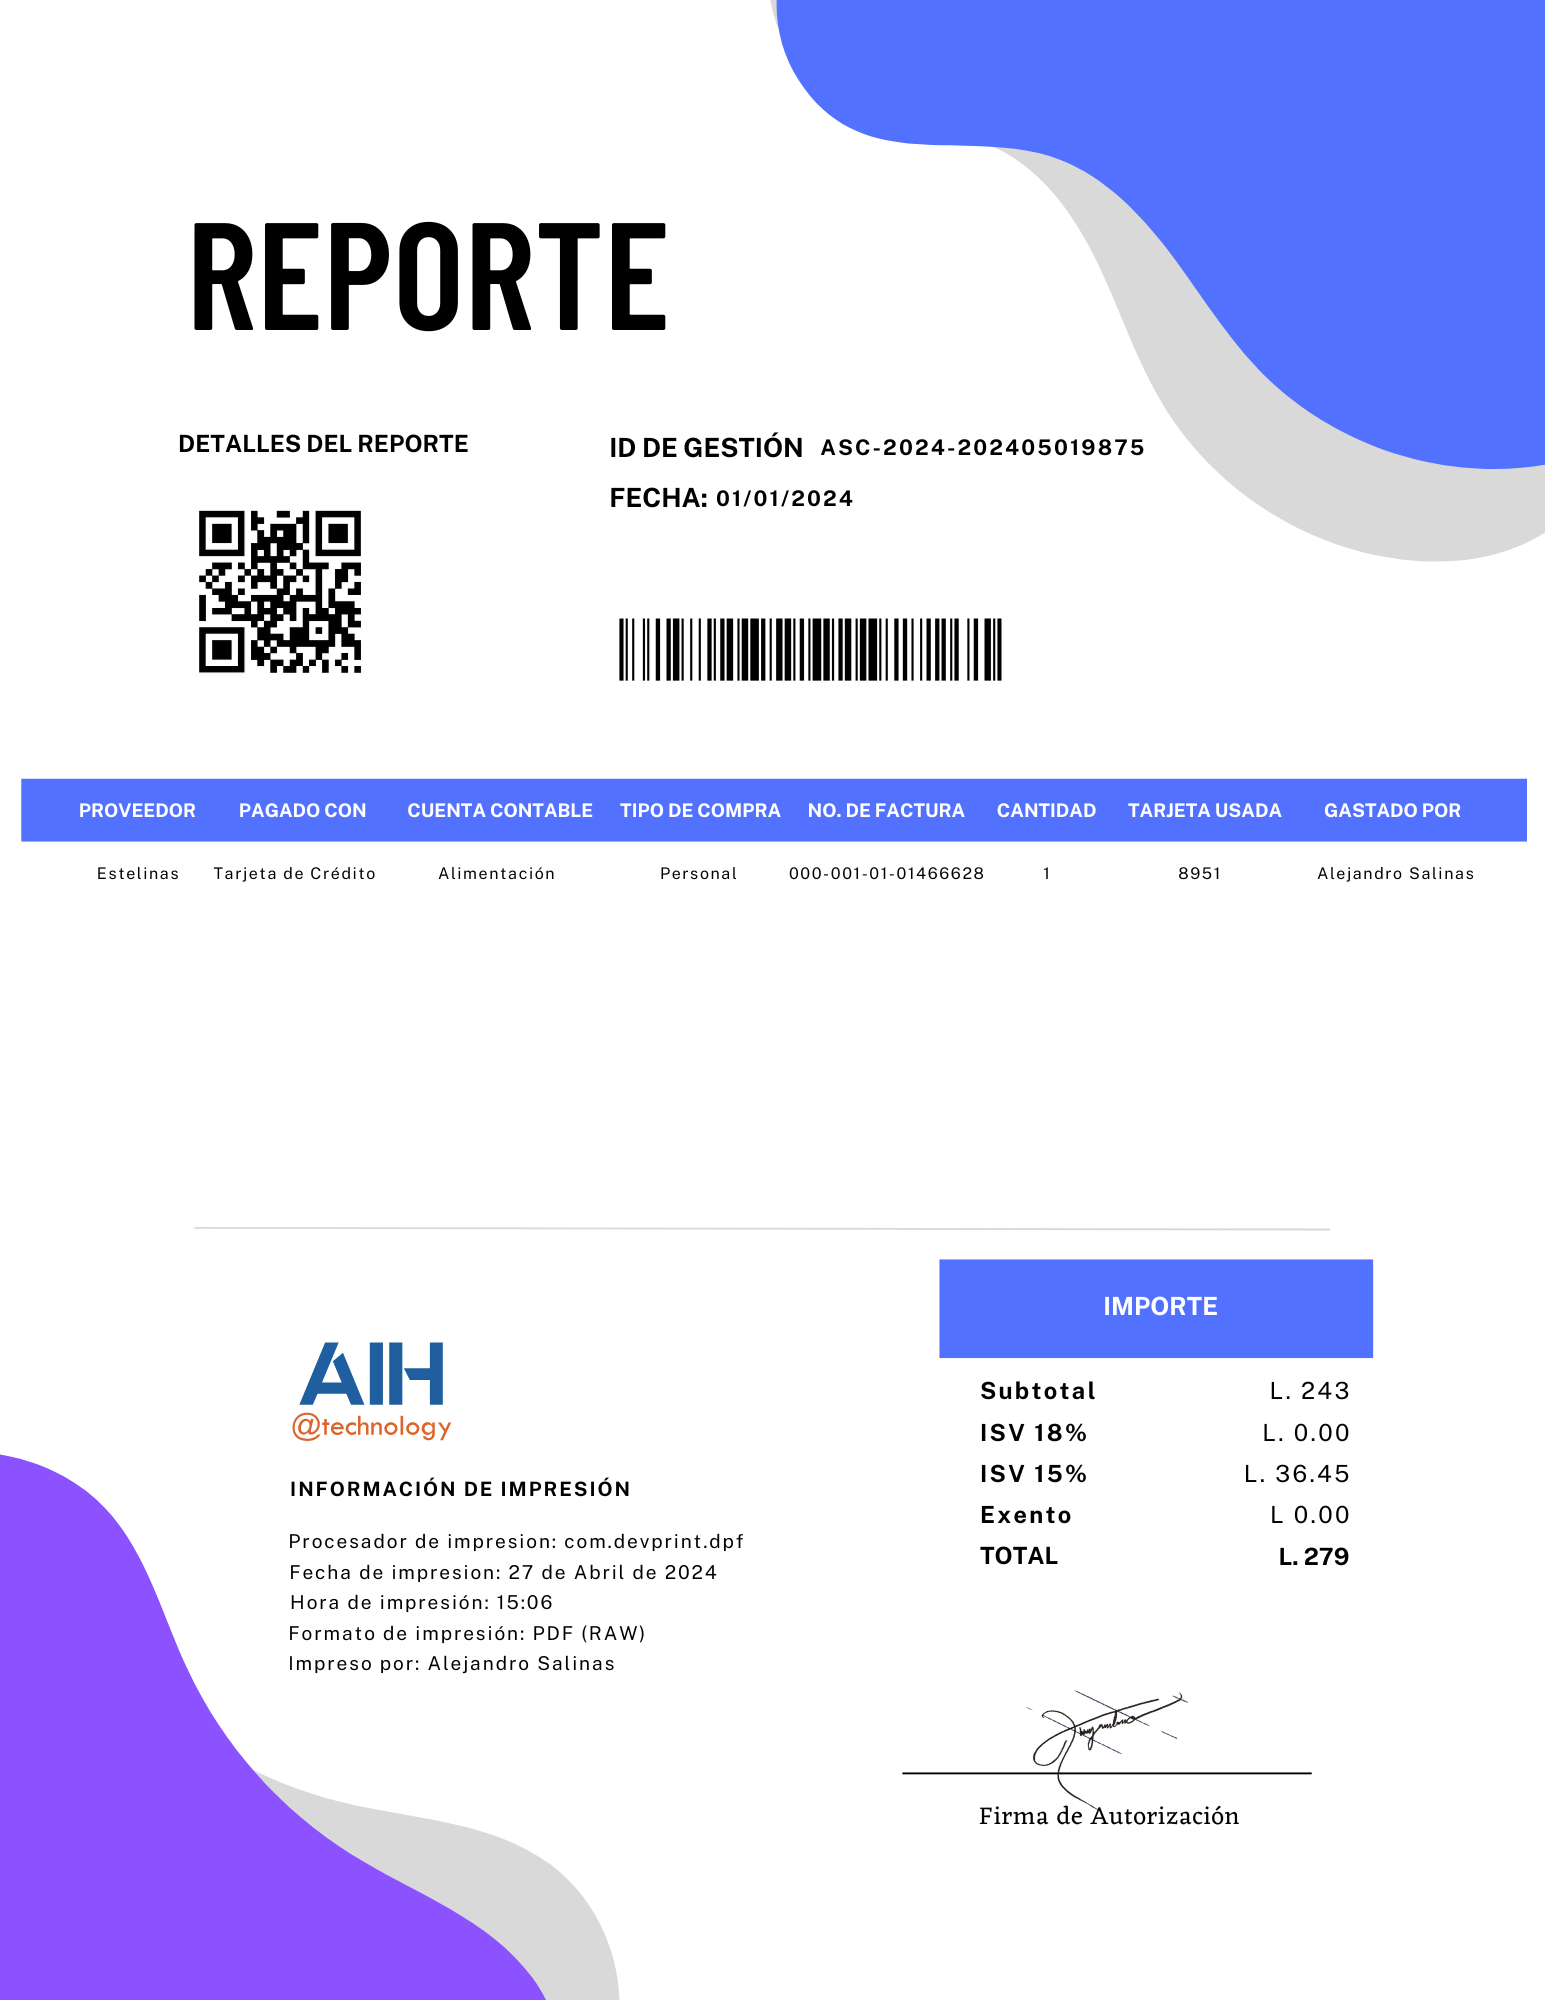 REPORTE
DETALLES DEL REPORTE
ID DE GESTIÓN ASC-2024-202405019875
FECHA: 01/01/2024
PROVEEDOR PAGADO CON CUENTA CONTABLE TIPO DE COMPRA NO. DE FACTURA CANTIDAD TARJETA USADA GASTADO POR
Estelinas Tarjeta de Crédito Alimentación Personal 000-001-01-01466628 1 8951 Alejandro Salinas
IMPORTE
Subtotal L. 243
ISV 18% L. 0.00
ISV 15% L. 36.45
Exento L 0.00
TOTAL L. 279
AIH
@technology
INFORMACIÓN DE IMPRESIÓN
Procesador de impresion: com.devprint.dpf
Fecha de impresion: 27 de Abril de 2024
Hora de impresión: 15:06
Formato de impresión: PDF (RAW)
Impreso por: Alejandro Salinas
Firma de Autorización